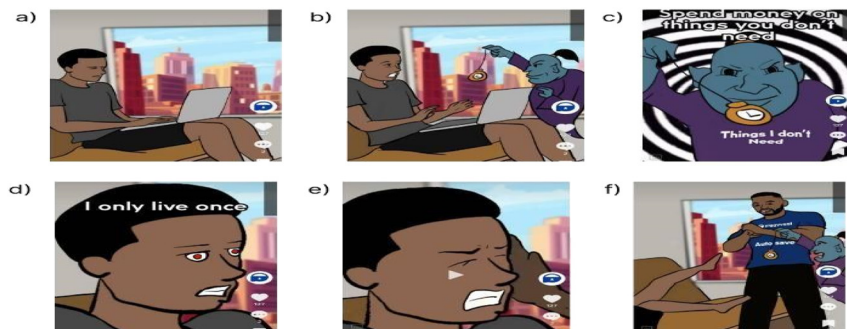 a)
b)
c)
Spend money on
things you don't
need
Things I don't
Need
d)
I only live once
e)
f)
Auto save